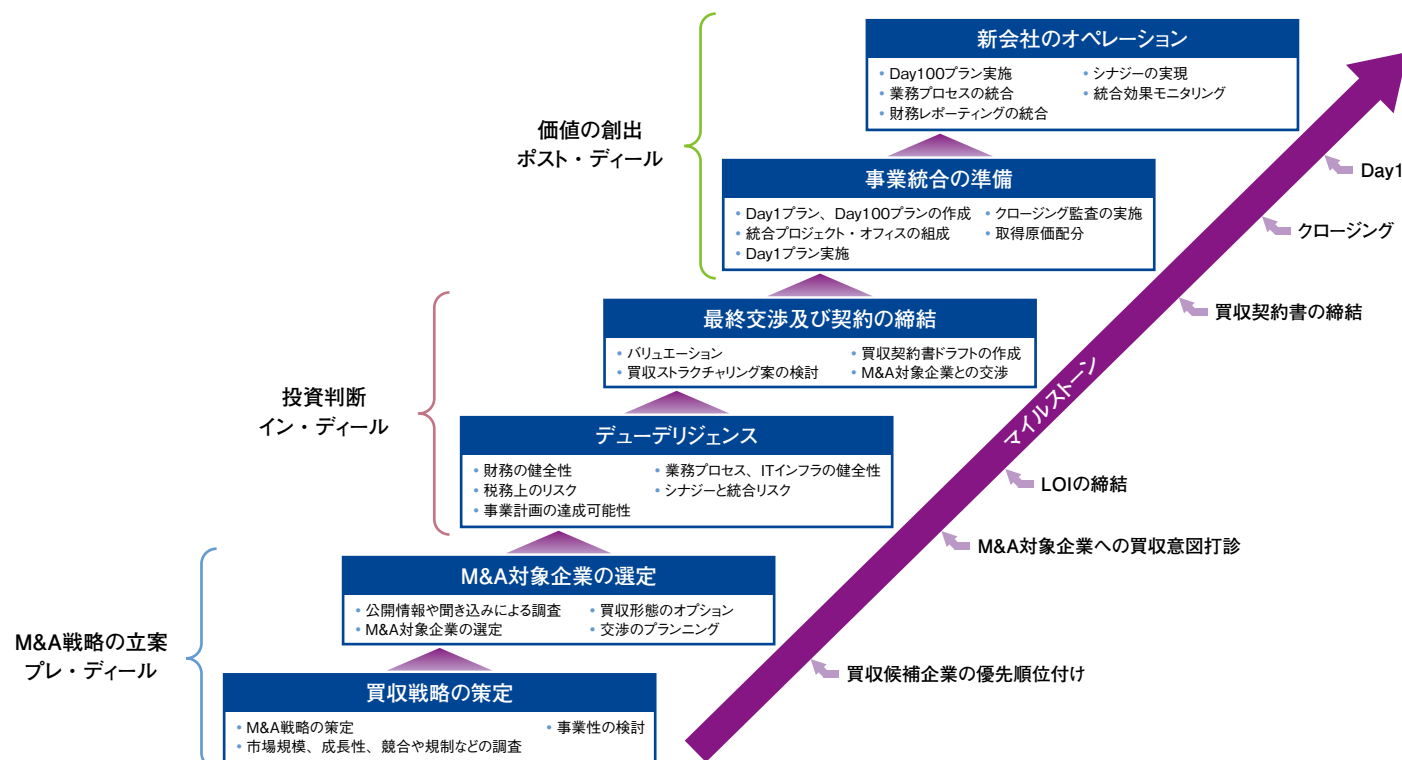 新会社のオペレーション
• Day100プラン実施
• 業務プロセスの統合
• 財務レポーティングの統合
• シナジーの実現
• 統合効果モニタリング
価値の創出
ポスト・ディール
事業統合の準備
• Day1プラン、Day100プランの作成
• 統合プロジェクト・オフィスの組成
• Day1プラン実施
• クロージング監査の実施
• 取得原価配分
最終交渉及び契約の締結
• バリュエーション
• 買収ストラクチャリング案の検討
• 買収契約書ドラフトの作成
• M&A対象企業との交渉
投資判断
イン・ディール
デューデリジェンス
• 財務の健全性
• 税務上のリスク
• 事業計画の達成可能性
• 業務プロセス、ITインフラの健全性
• シナジーと統合リスク
M&A対象企業の選定
• 公開情報や聞き込みによる調査
• M&A対象企業の選定
• 買収形態のオプション
• 交渉のプランニング
M&A戦略の立案
プレ・ディール
買収戦略の策定
• M&A戦略の策定
• 市場規模、成長性、競合や規制などの調査
• 事業性の検討
マイルストーン
Day1
クロージング
買収契約書の締結
LOIの締結
M&A対象企業への買収意図打診
買収候補企業の優先順位付け